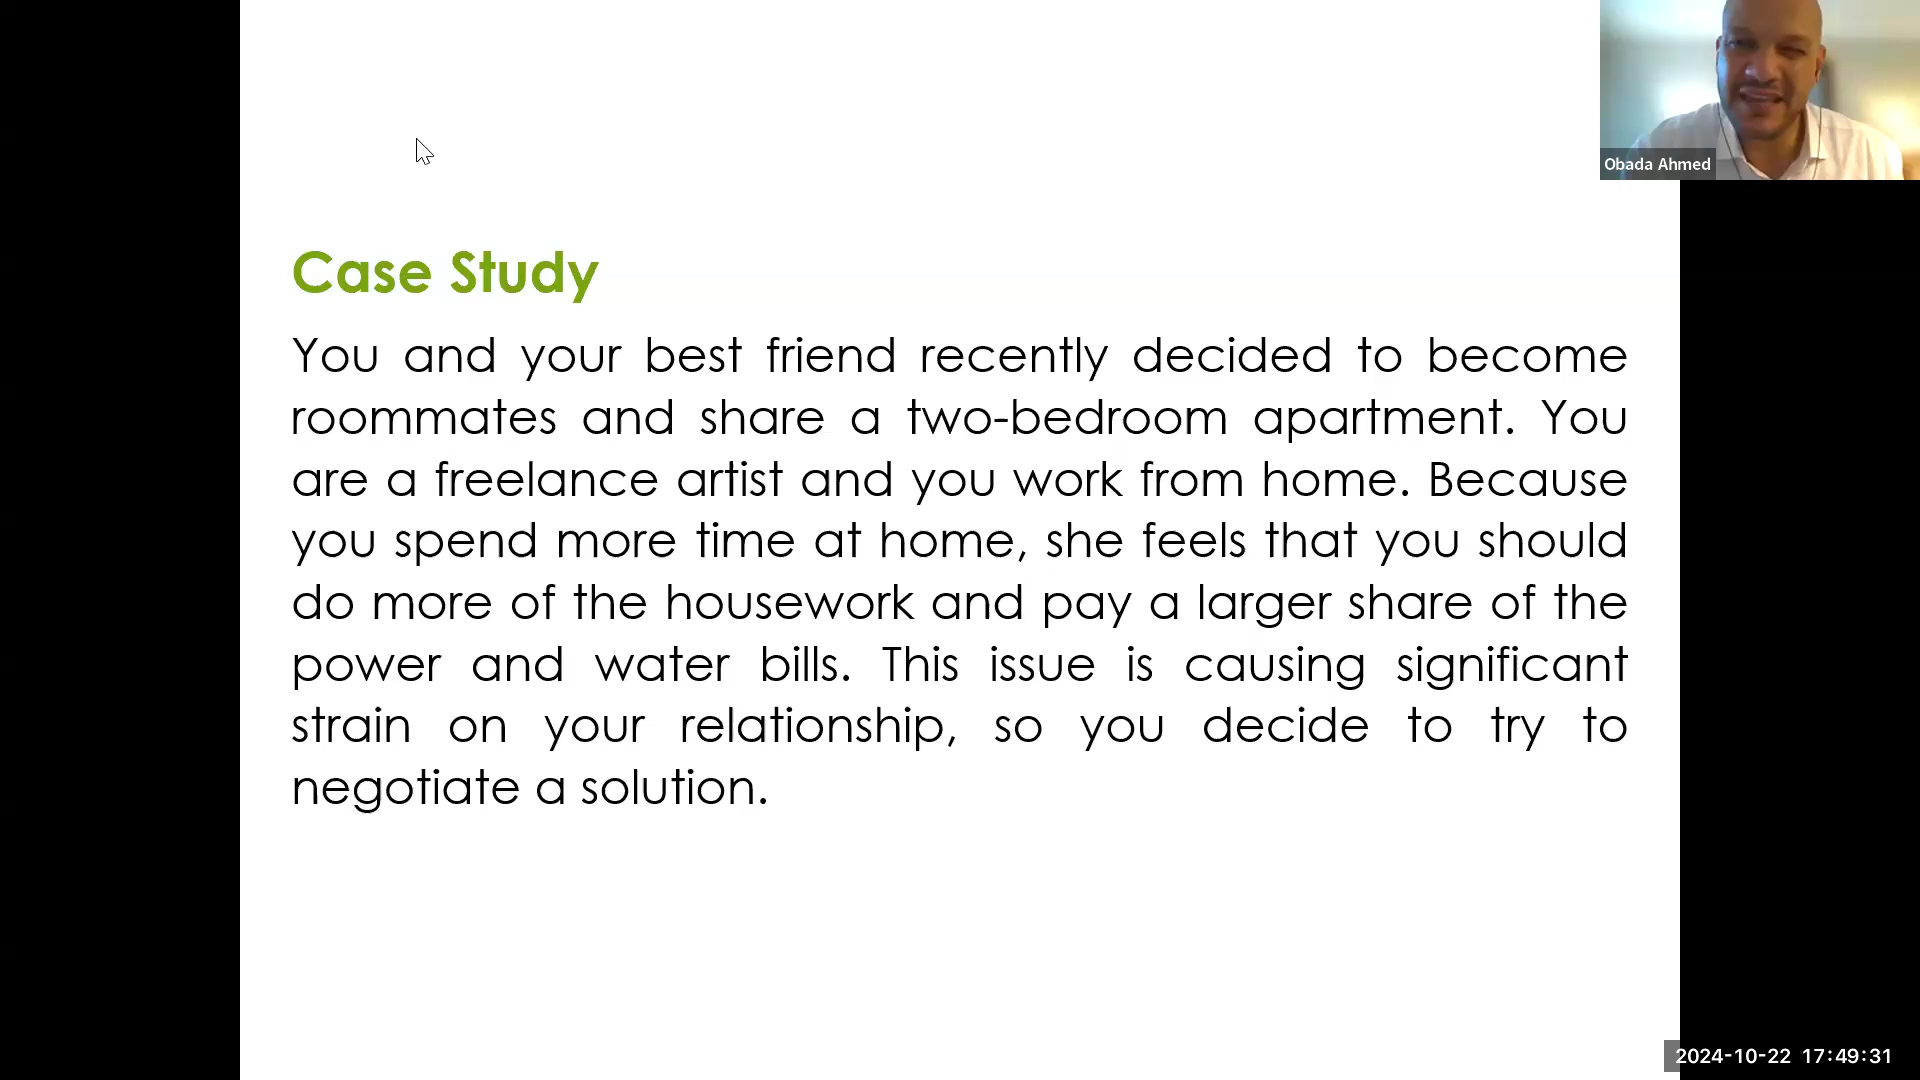 Obada Ahmed
Case Study
You and your best friend recently decided to become
roommates and share a two-bedroom apartment. You
are a freelance artist and you work from home. Because
you spend more time at home, she feels that you should
do more of the housework and pay a larger share of the
power and water bills. This issue is causing significant
strain on your relationship, so you decide to try to
negotiate a solution.
2024-10-22 17:49:31